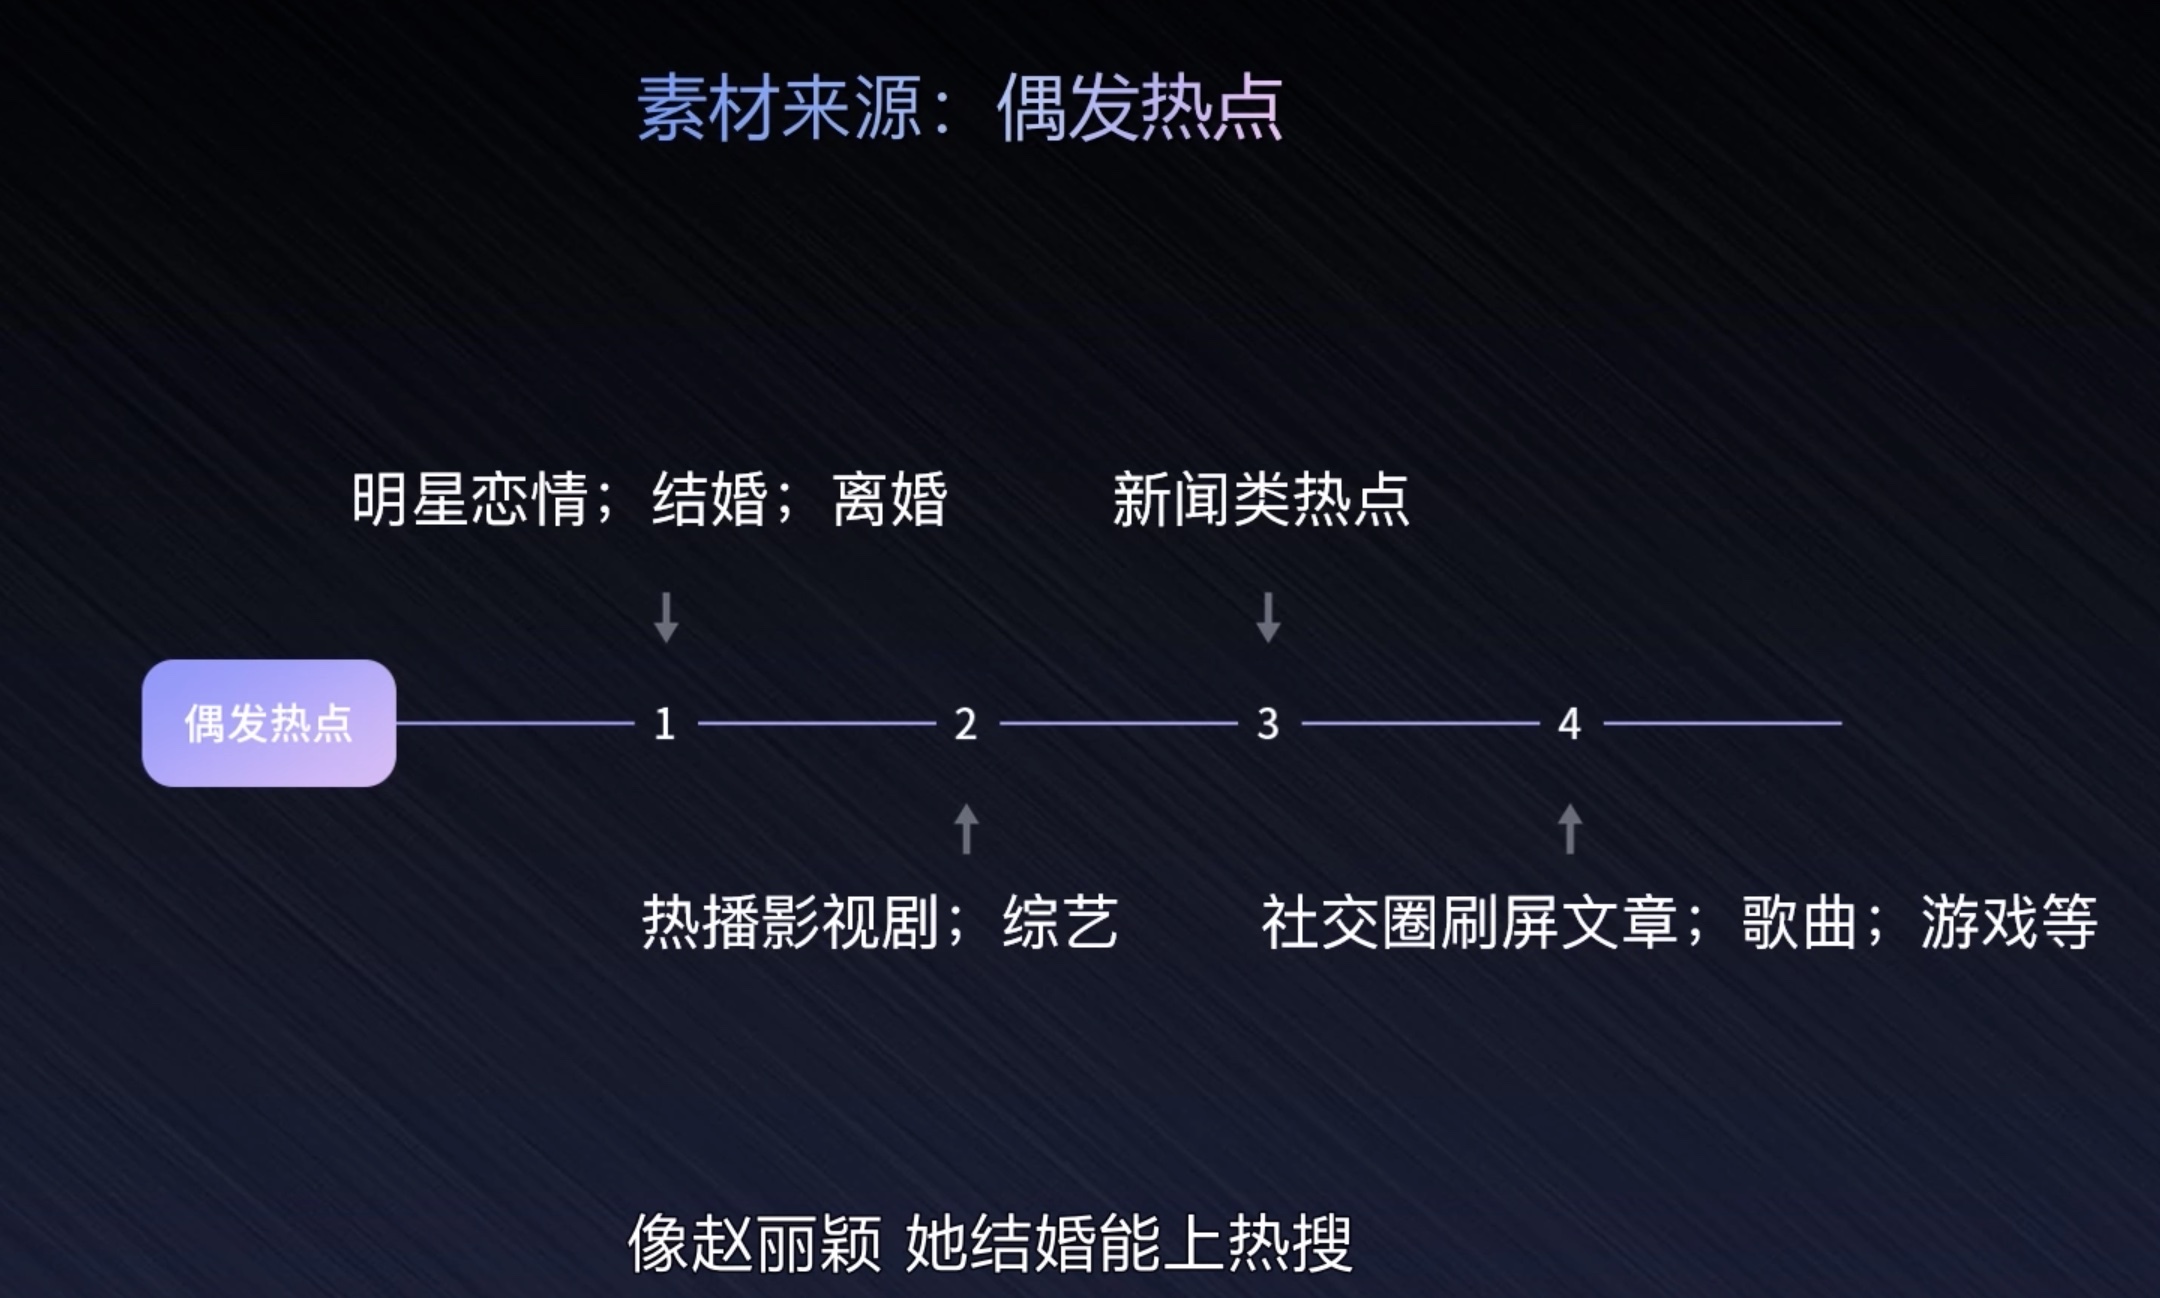 素材来源：偶发热点
明星恋情；结婚；离婚
新闻类热点
偶发热点
1
2
3
4
热播影视剧；综艺
社交圈刷屏文章；歌曲；游戏等
像赵丽颖 她结婚能上热搜